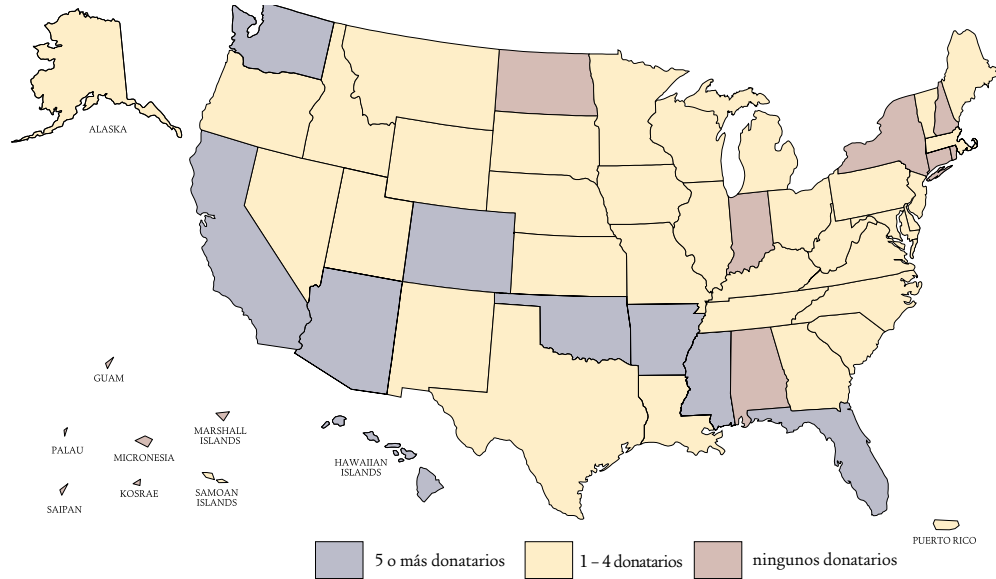 ALASKA
GUAM
MARSHALL
ISLANDS
PALAU
MICRONESIA
HAWAIIAN
ISLANDS
SAIPAN
KOSRAE
SAMOAN
ISLANDS
PUERTO RICO
5 o más donatarios
1 – 4 donatarios
ningunos donatarios